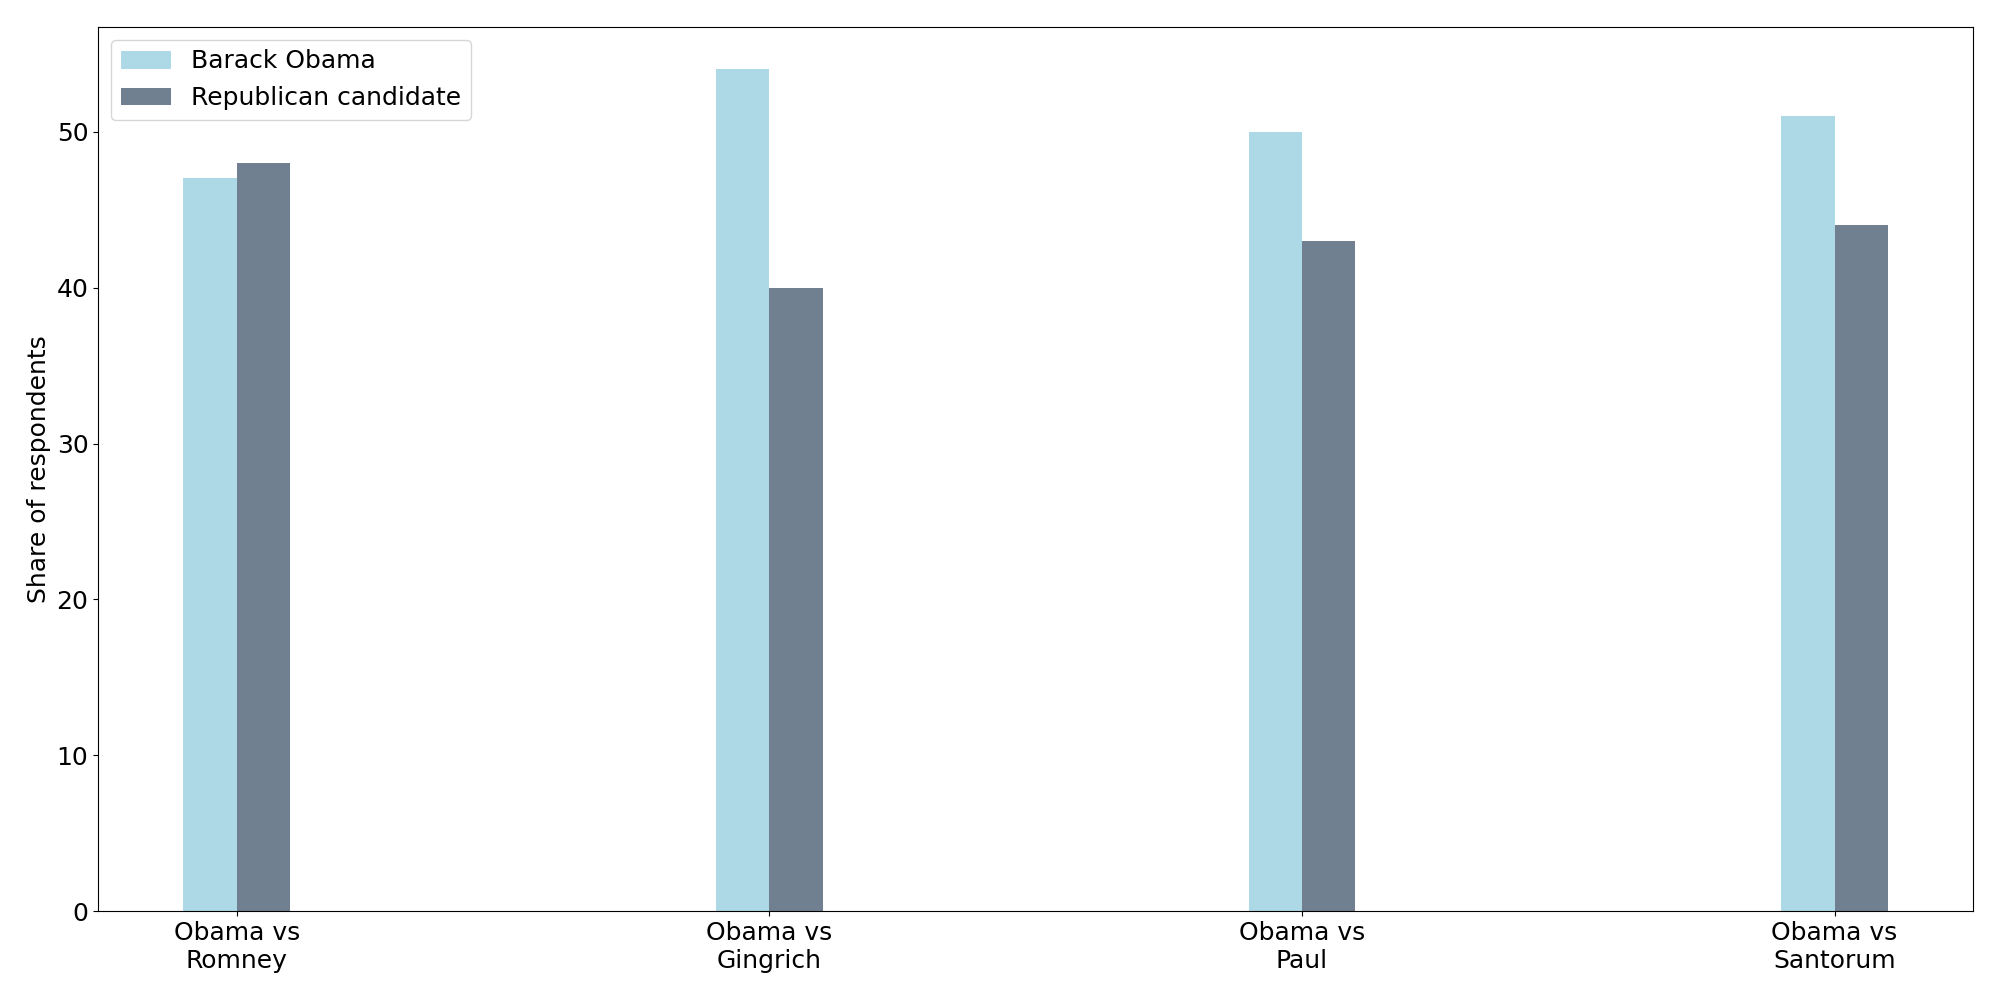 Barack Obama
Republican candidate
Share of respondents
50
40
30
20
10
0
Obama vs
Romney
Obama vs
Gingrich
Obama vs
Paul
Obama vs
Santorum